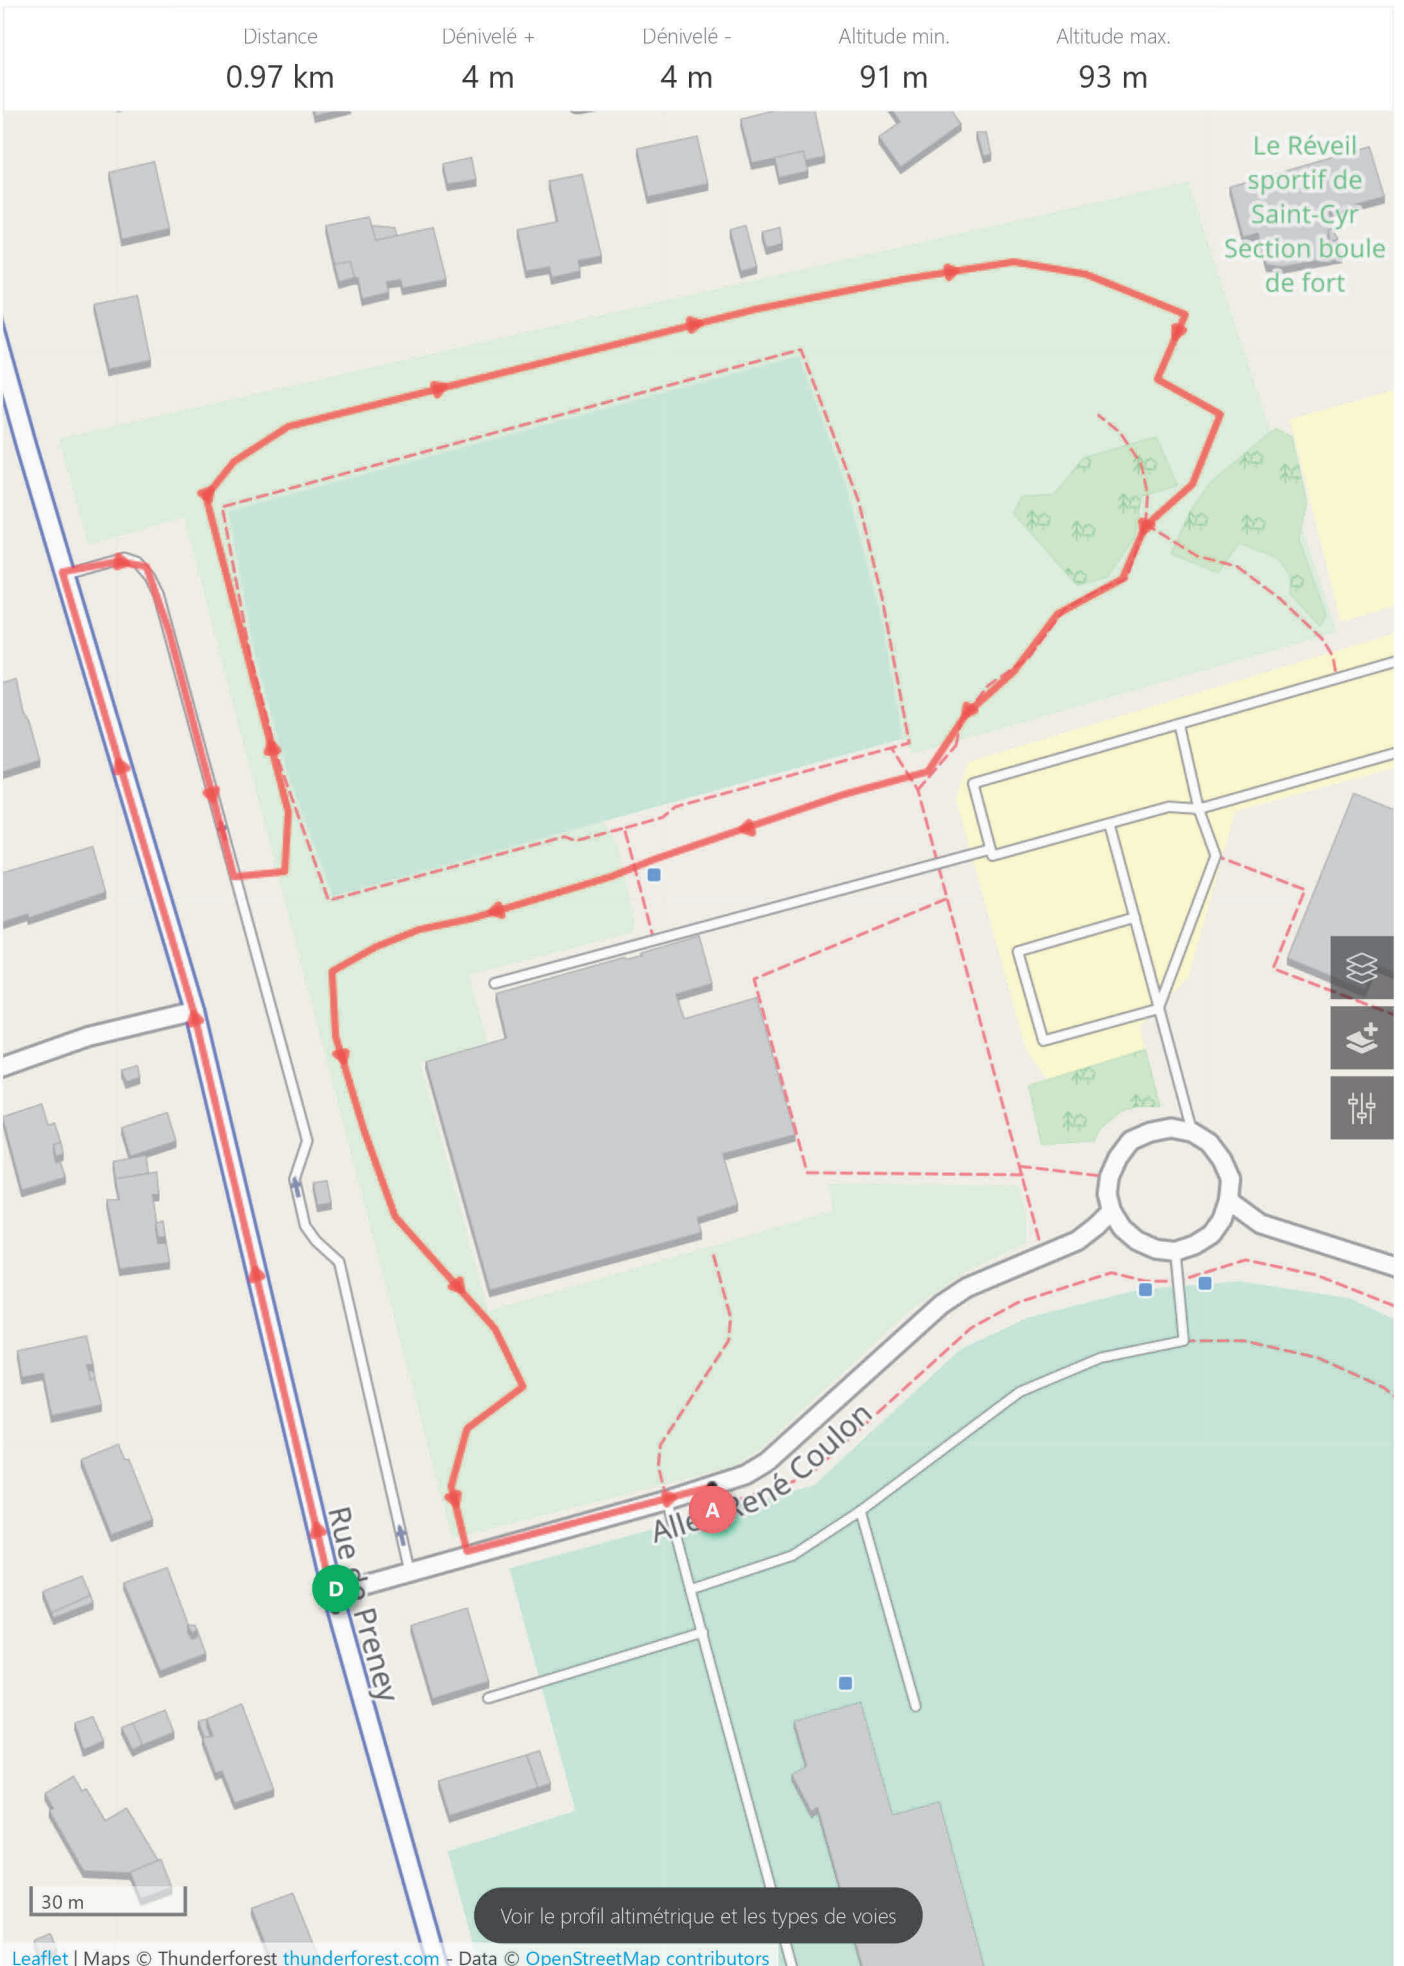 Distance
Dénivelé +
Dénivelé -
Altitude min.
Altitude max.
0.97 km
4 m
4 m
91 m
93 m
Le Réveil
sportif de
Saint-Cyr
Section boule
de fort
A
Allée René Coulon
D
Rue de Preney
30 m
Voir le profil altimétrique et les types de voies
Leaflet | Maps © Thunderforest thunderforest.com - Data © OpenStreetMap contributors